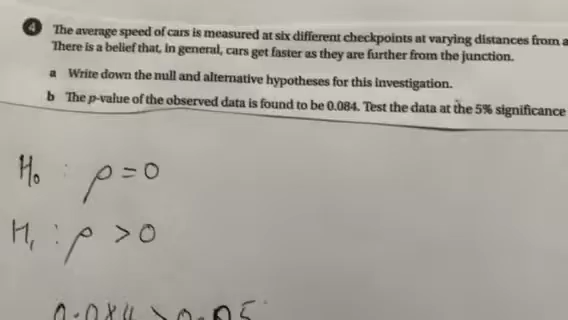 4 The average speed of cars is measured at six different checkpoints at varying distances from a
There is a belief that, in general, cars get faster as they are further from the junction.
a Write down the null and alternative hypotheses for this investigation.
b The p-value of the observed data is found to be 0.084. Test the data at the 5% significance
H₀ : ρ = 0
H₁ : ρ > 0
0.084 > 0.05